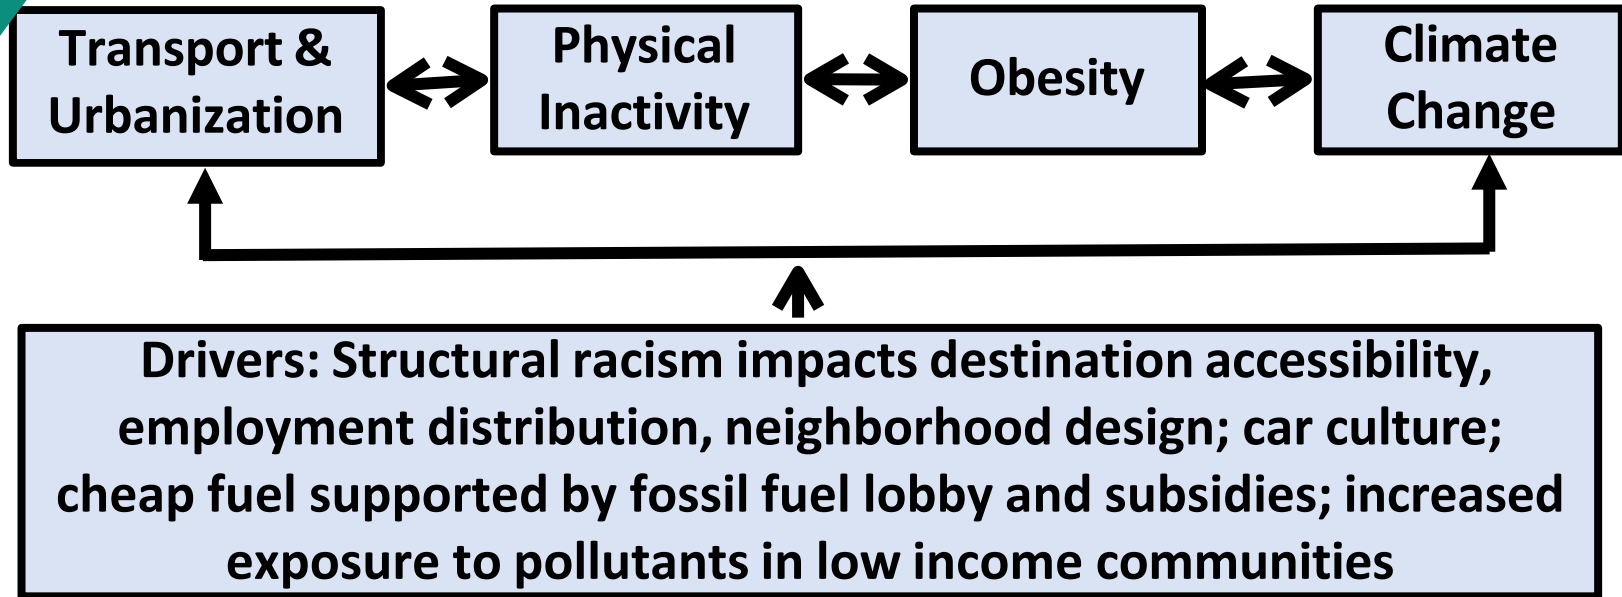 Transport &
Urbanization
Physical
Inactivity
Obesity
Climate
Change
Drivers: Structural racism impacts destination accessibility,
employment distribution, neighborhood design; car culture;
cheap fuel supported by fossil fuel lobby and subsidies; increased
exposure to pollutants in low income communities